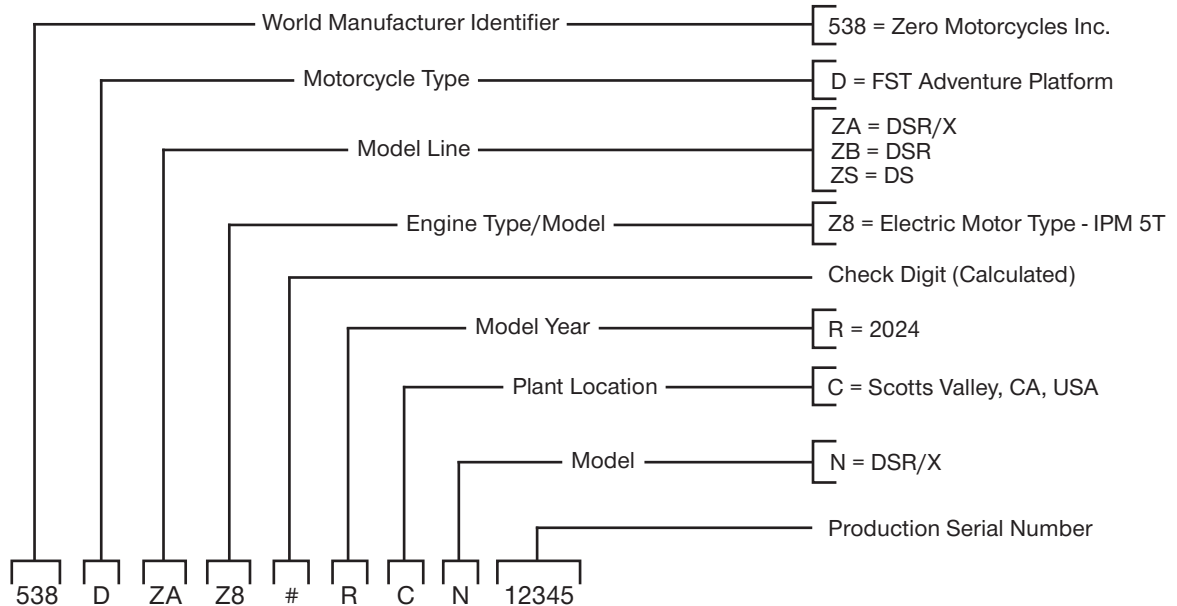 World Manufacturer Identifier
538 = Zero Motorcycles Inc.
Motorcycle Type
D = FST Adventure Platform
Model Line
ZA = DSR/X
ZB = DSR
ZS = DS
Engine Type/Model
Z8 = Electric Motor Type - IPM 5T
Check Digit (Calculated)
Model Year
R = 2024
Plant Location
C = Scotts Valley, CA, USA
Model
N = DSR/X
Production Serial Number
538 D ZA Z8 # R C N 12345